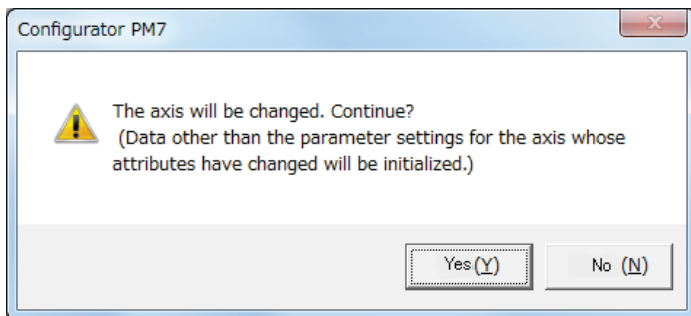 Configurator PM7
The axis will be changed. Continue?
(Data other than the parameter settings for the axis whose
attributes have changed will be initialized.)
Yes(Y)
No (N)